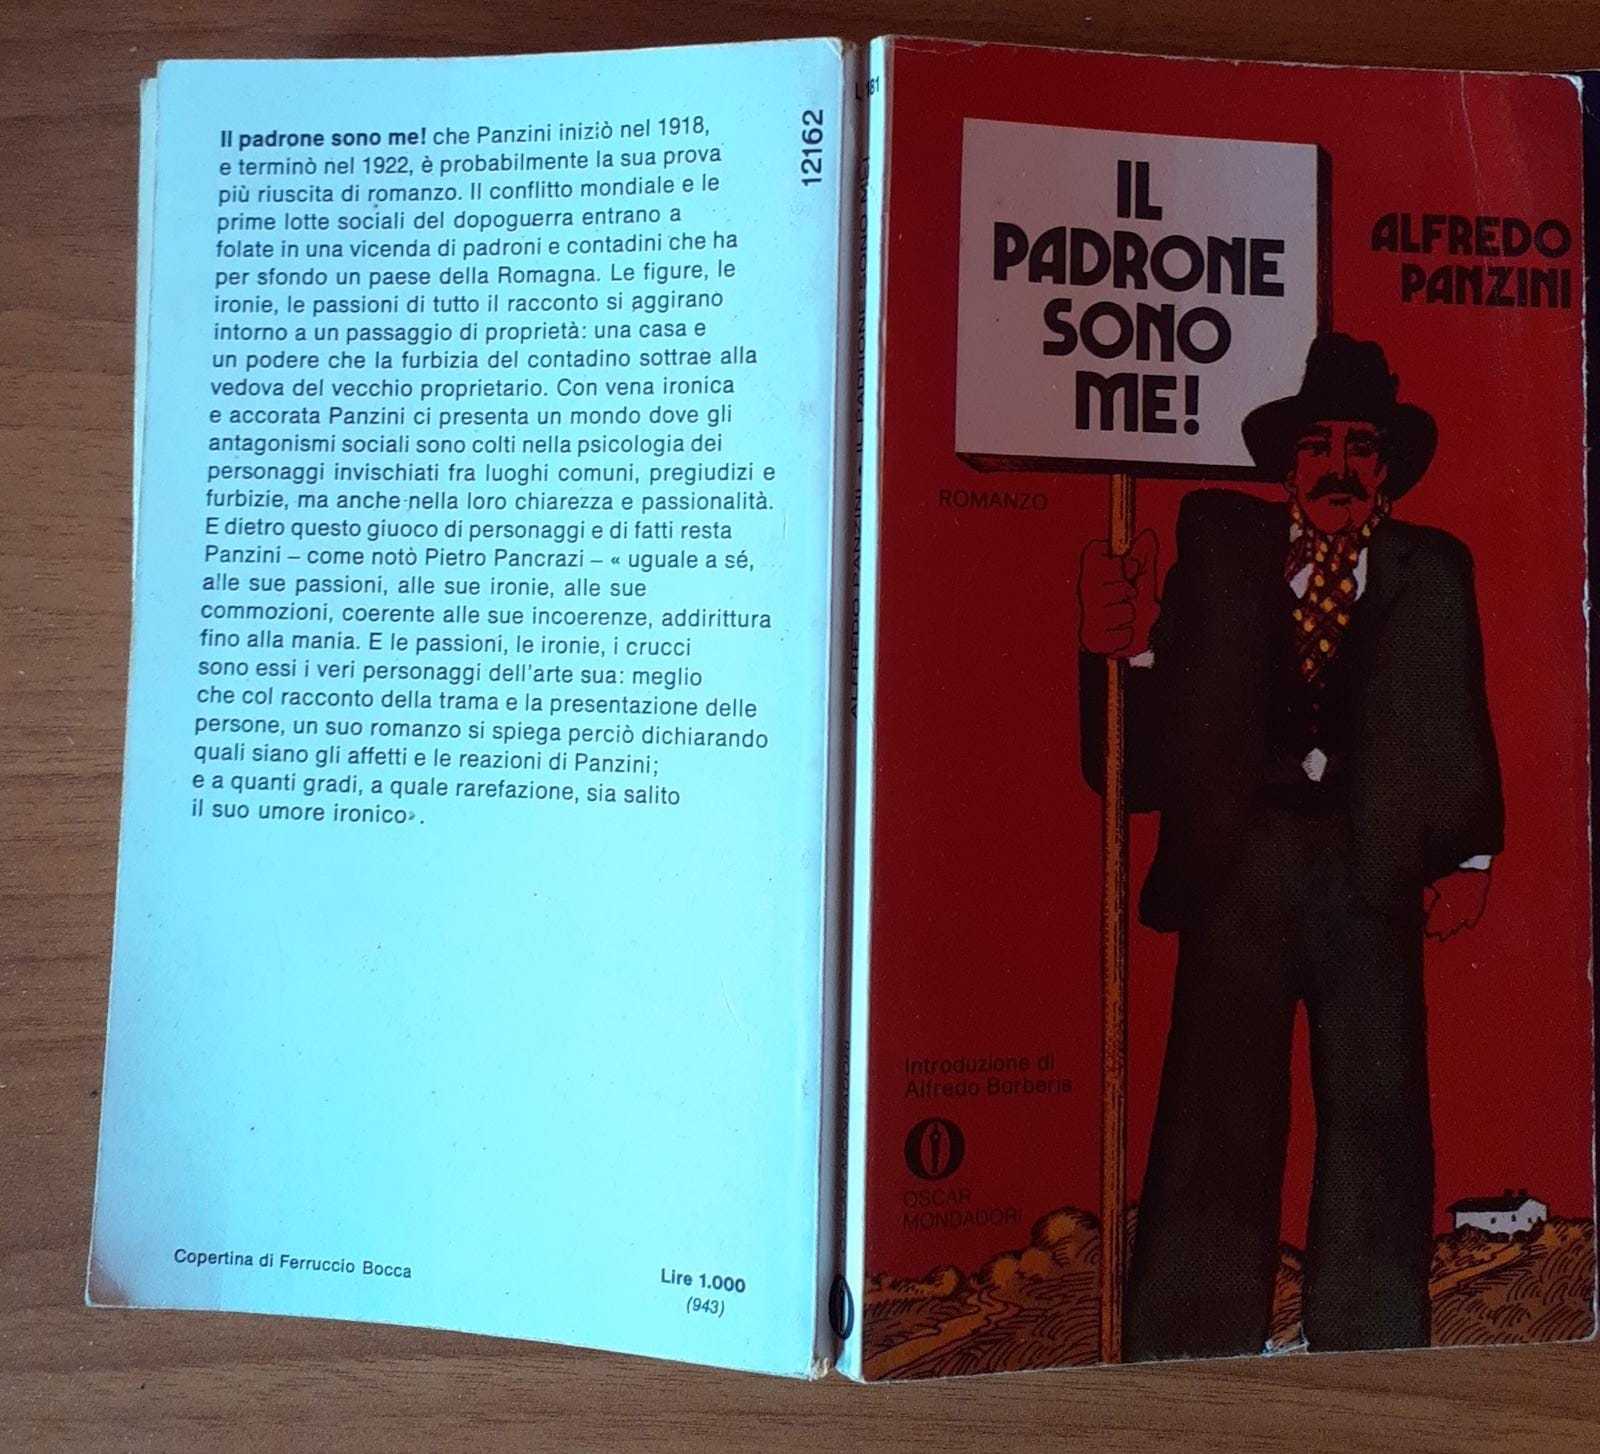 Il padrone sono me! che Panzini iniziò nel 1918,
e terminò nel 1922, è probabilmente la sua prova
più riuscita di romanzo. Il conflitto mondiale e le
prime lotte sociali del dopoguerra entrano a
folate in una vicenda di padroni e contadini che ha
per sfondo un paese della Romagna. Le figure, le
ironie, le passioni di tutto il racconto si aggirano
intorno a un passaggio di proprietà: una casa e
un podere che la furbizia del contadino sottrae alla
vedova del vecchio proprietario. Con vena ironica
e accorata Panzini ci presenta un mondo dove gli
antagonismi sociali sono colti nella psicologia dei
personaggi invischiati fra luoghi comuni, pregiudizi e
furbizie, ma anche nella loro chiarezza e passionalità.
E dietro questo giuoco di personaggi e di fatti resta
Panzini – come notò Pietro Pancrazi – « uguale a sé,
alle sue passioni, alle sue ironie, alle sue
commozioni, coerente alle sue incoerenze, addirittura
fino alla mania. E le passioni, le ironie, i crucci
sono essi i veri personaggi dell'arte sua: meglio
che col racconto della trama e la presentazione delle
persone, un suo romanzo si spiega perciò dichiarando
quali siano gli affetti e le reazioni di Panzini;
e a quanti gradi, a quale rarefazione, sia salito
il suo umore ironico».
12162
Copertina di Ferruccio Bocca
Lire 1.000
(943)
ALFREDO PANZINI • IL PADRONE SONO ME!
IL
PADRONE
SONO
ME!
ALFREDO
PANZINI
ROMANZO
Introduzione di
Alfredo Barberis
OSCAR
MONDADORI